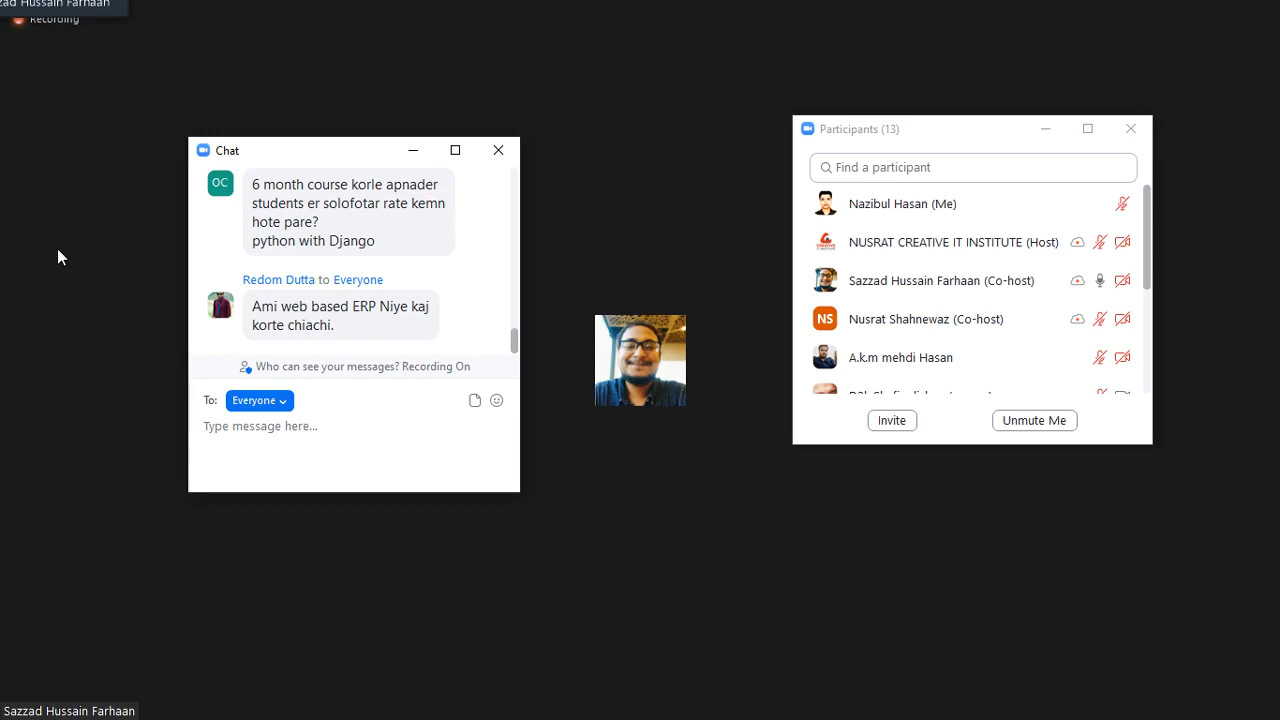 zad Hussain Farhaan
Recording
Chat
OC
6 month course korle apnader
students er solofotar rate kemn
hote pare?
python with Django
Redom Dutta to Everyone
Ami web based ERP Niye kaj
korte chiachi.
Who can see your messages? Recording On
To: Everyone
Type message here...
Participants (13)
Find a participant
Nazibul Hasan (Me)
NUSRAT CREATIVE IT INSTITUTE (Host)
Sazzad Hussain Farhaan (Co-host)
NS
Nusrat Shahnewaz (Co-host)
A.k.m mehdi Hasan
Invite
Unmute Me
Sazzad Hussain Farhaan